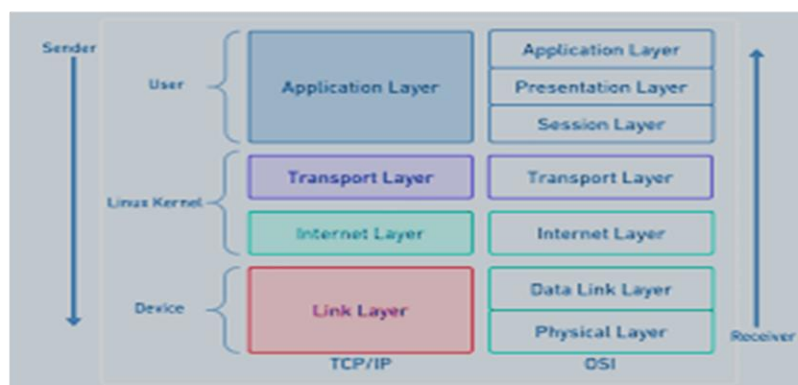 Sender
User
Application Layer
Application Layer
Presentation Layer
Session Layer
Linux Kernel
Transport Layer
Transport Layer
Internet Layer
Internet Layer
Device
Link Layer
Data Link Layer
Physical Layer
Receiver
TCP/IP
OSI